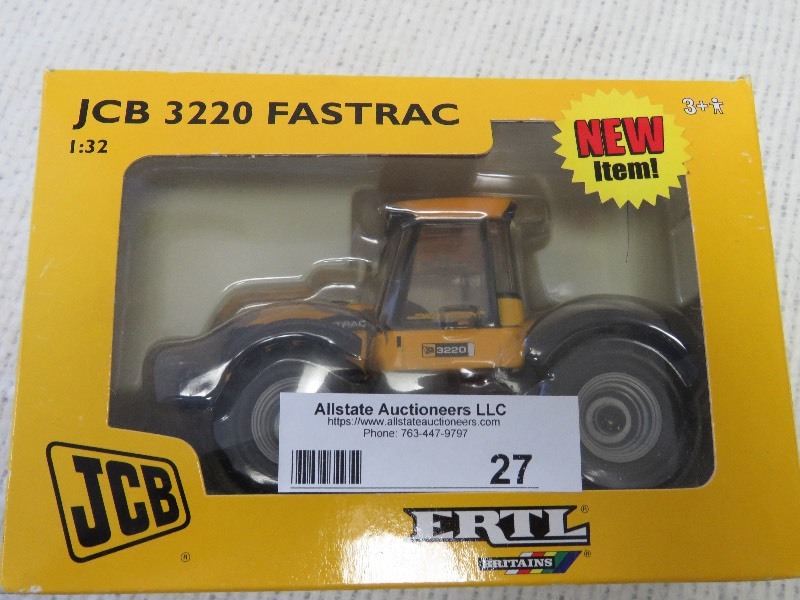 JCB 3220 FASTRAC
1:32
NEW
Item!
3+
TRAC
JCB 3220
Allstate Auctioneers LLC
https://www.allstateauctioneers.com
Phone: 763-447-9797
27
JCB
®
ERTL®
BRITAINS®